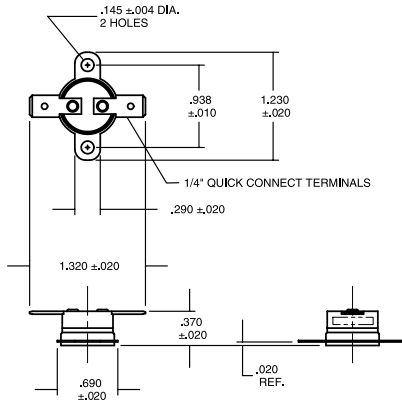 .145 ±.004 DIA.
2 HOLES
.938
±.010
1.230
±.020
1/4" QUICK CONNECT TERMINALS
.290 ±.020
1.320 ±.020
.370
±.020
.020
REF.
.690
±.020